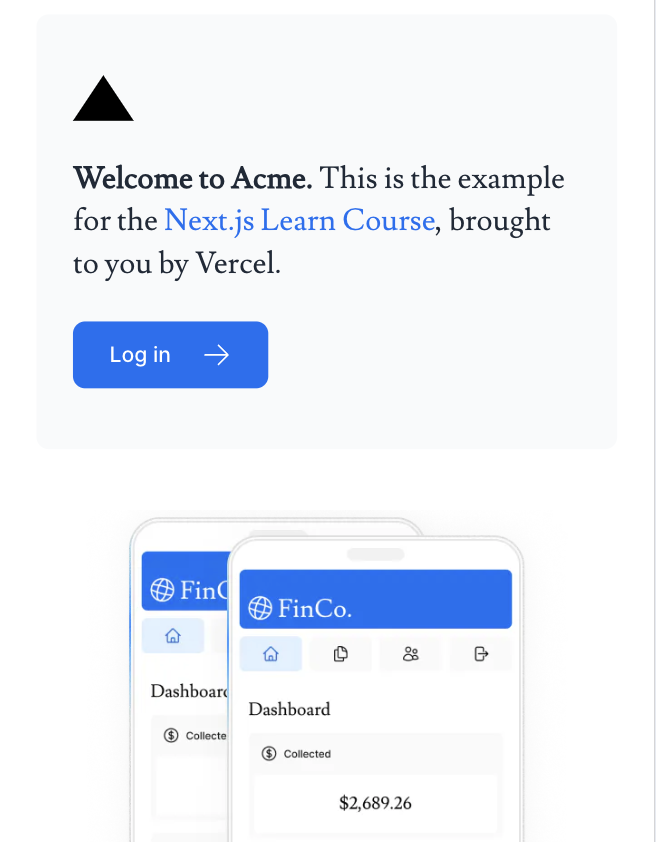 Welcome to Acme. This is the example
for the Next.js Learn Course, brought
to you by Vercel.
Log in
FinC
FinCo.
Dashboard
Collecte
Dashboard
Collected
$2,689.26